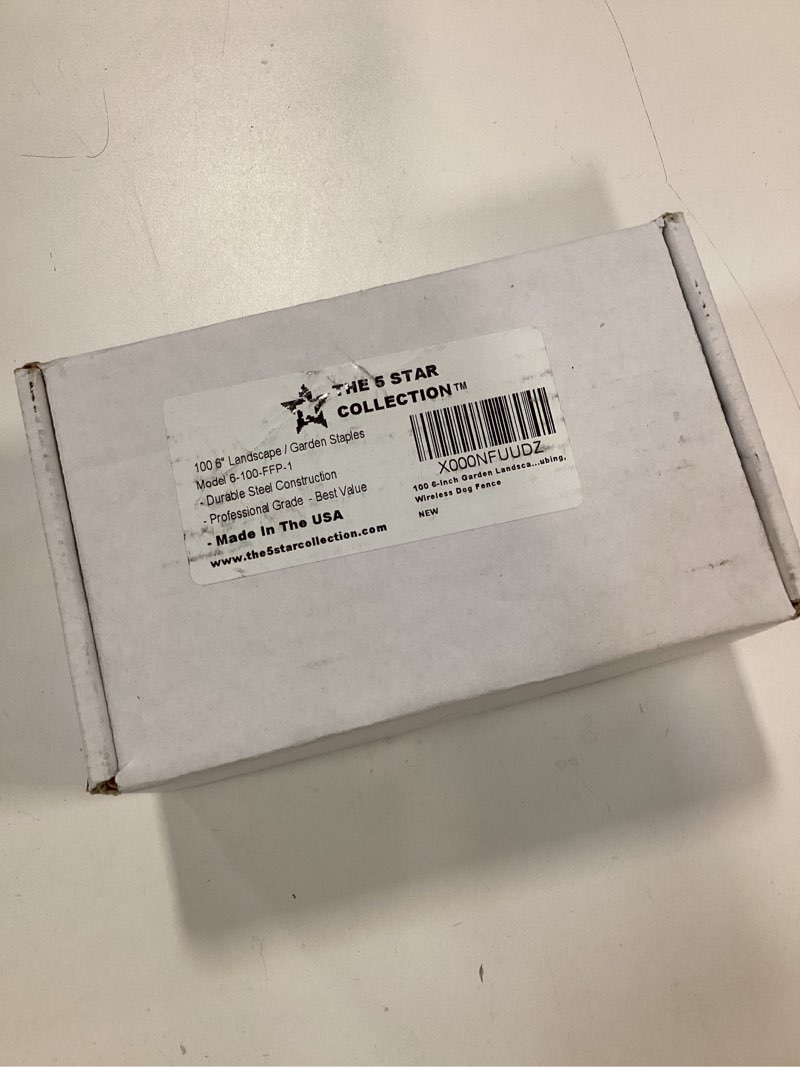 THE 5 STAR
COLLECTION™
100 6" Landscape / Garden Staples
Model 6-100-FFP-1
- Durable Steel Construction
- Professional Grade - Best Value
- Made In The USA
www.the5starcollection.com
X000NFUUDZ
100 6-Inch Garden Landsca...ubing,
Wireless Dog Fence
NEW